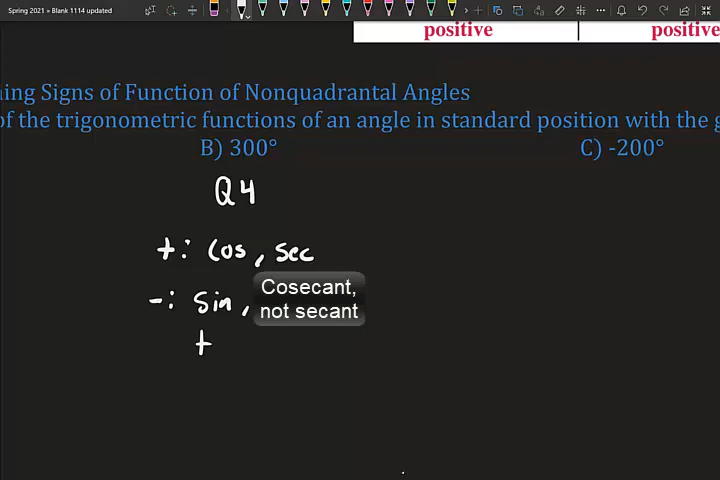 Spring 2021 » Blank 1114 updated
positive positive
ning Signs of Function of Nonquadrantal Angles
of the trigonometric functions of an angle in standard position with the g
B) 300° C) -200°
Q4
+: cos, sec
-: sin, Cosecant,
not secant
t